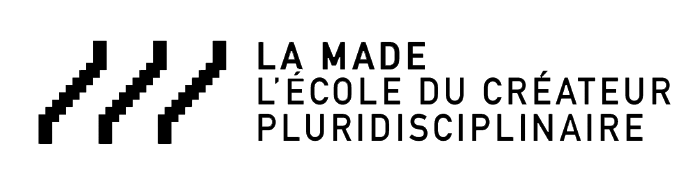 LA MADE
L'ÉCOLE DU CRÉATEUR
PLURIDISCIPLINAIRE